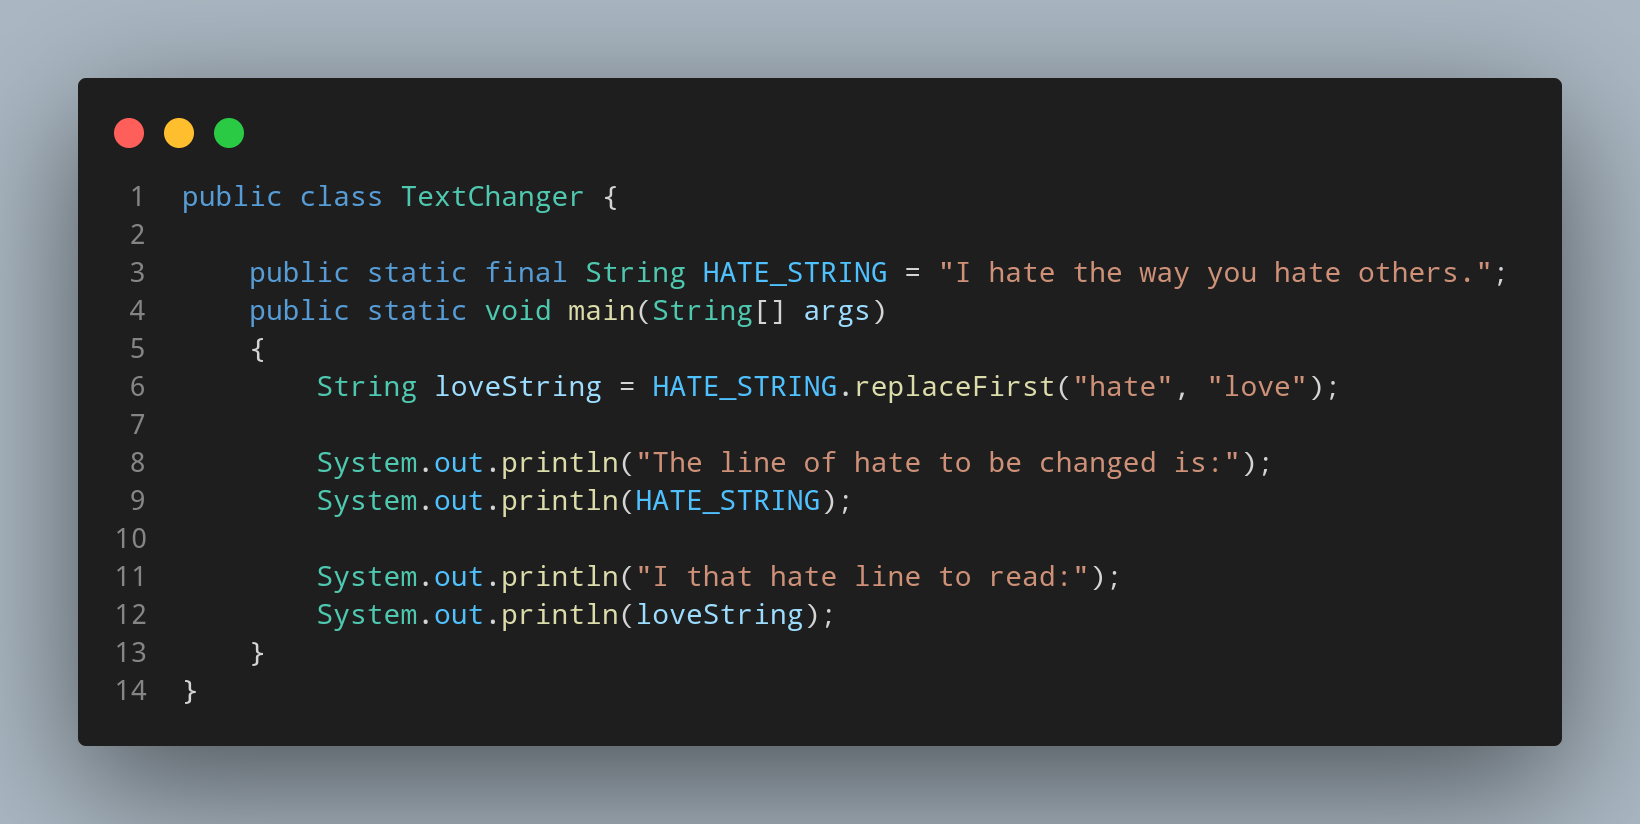 1 public class TextChanger {
2
3     public static final String HATE_STRING = "I hate the way you hate others.";
4     public static void main(String[] args)
5     {
6         String loveString = HATE_STRING.replaceFirst("hate", "love");
7
8         System.out.println("The line of hate to be changed is:");
9         System.out.println(HATE_STRING);
10
11         System.out.println("I that hate line to read:");
12         System.out.println(loveString);
13     }
14 }